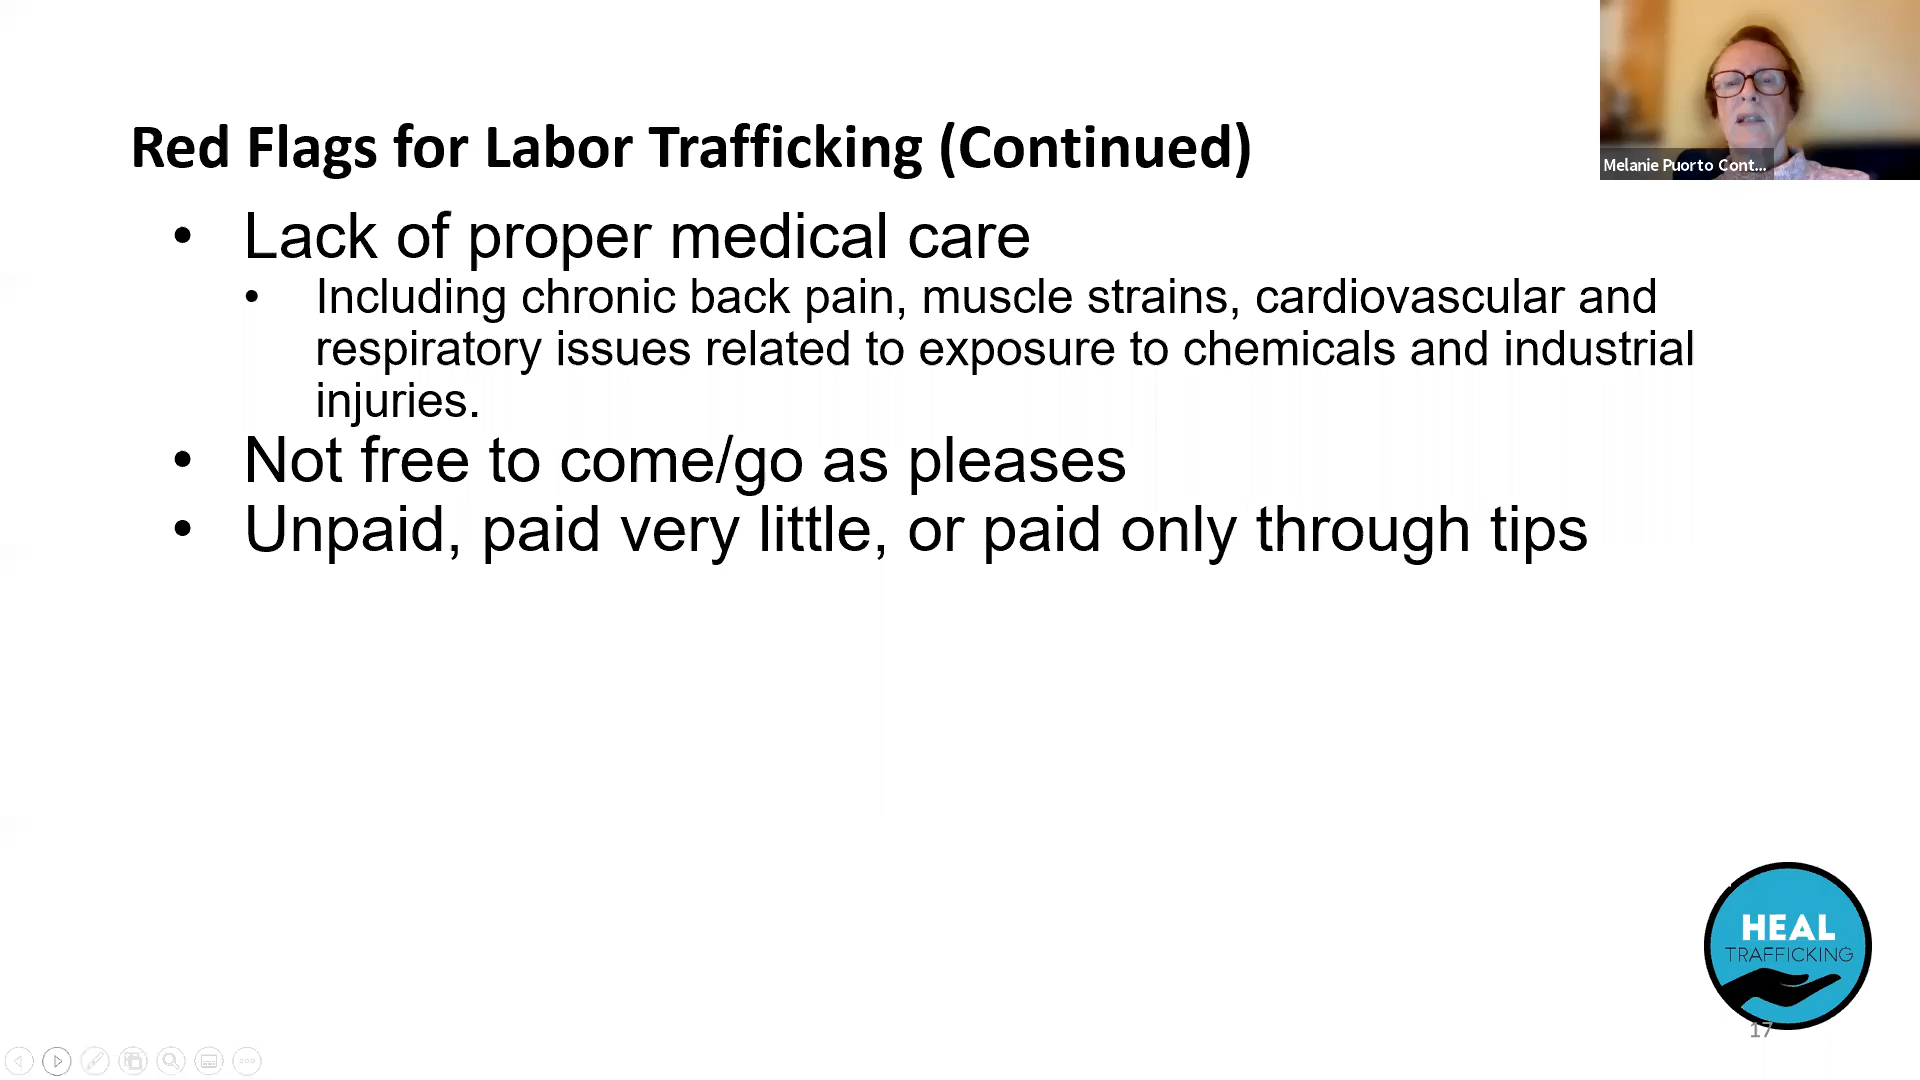 Red Flags for Labor Trafficking (Continued)
• Lack of proper medical care
• Including chronic back pain, muscle strains, cardiovascular and
respiratory issues related to exposure to chemicals and industrial
injuries.
• Not free to come/go as pleases
• Unpaid, paid very little, or paid only through tips
Melanie Puorto Cont...
HEAL
TRAFFICKING
17